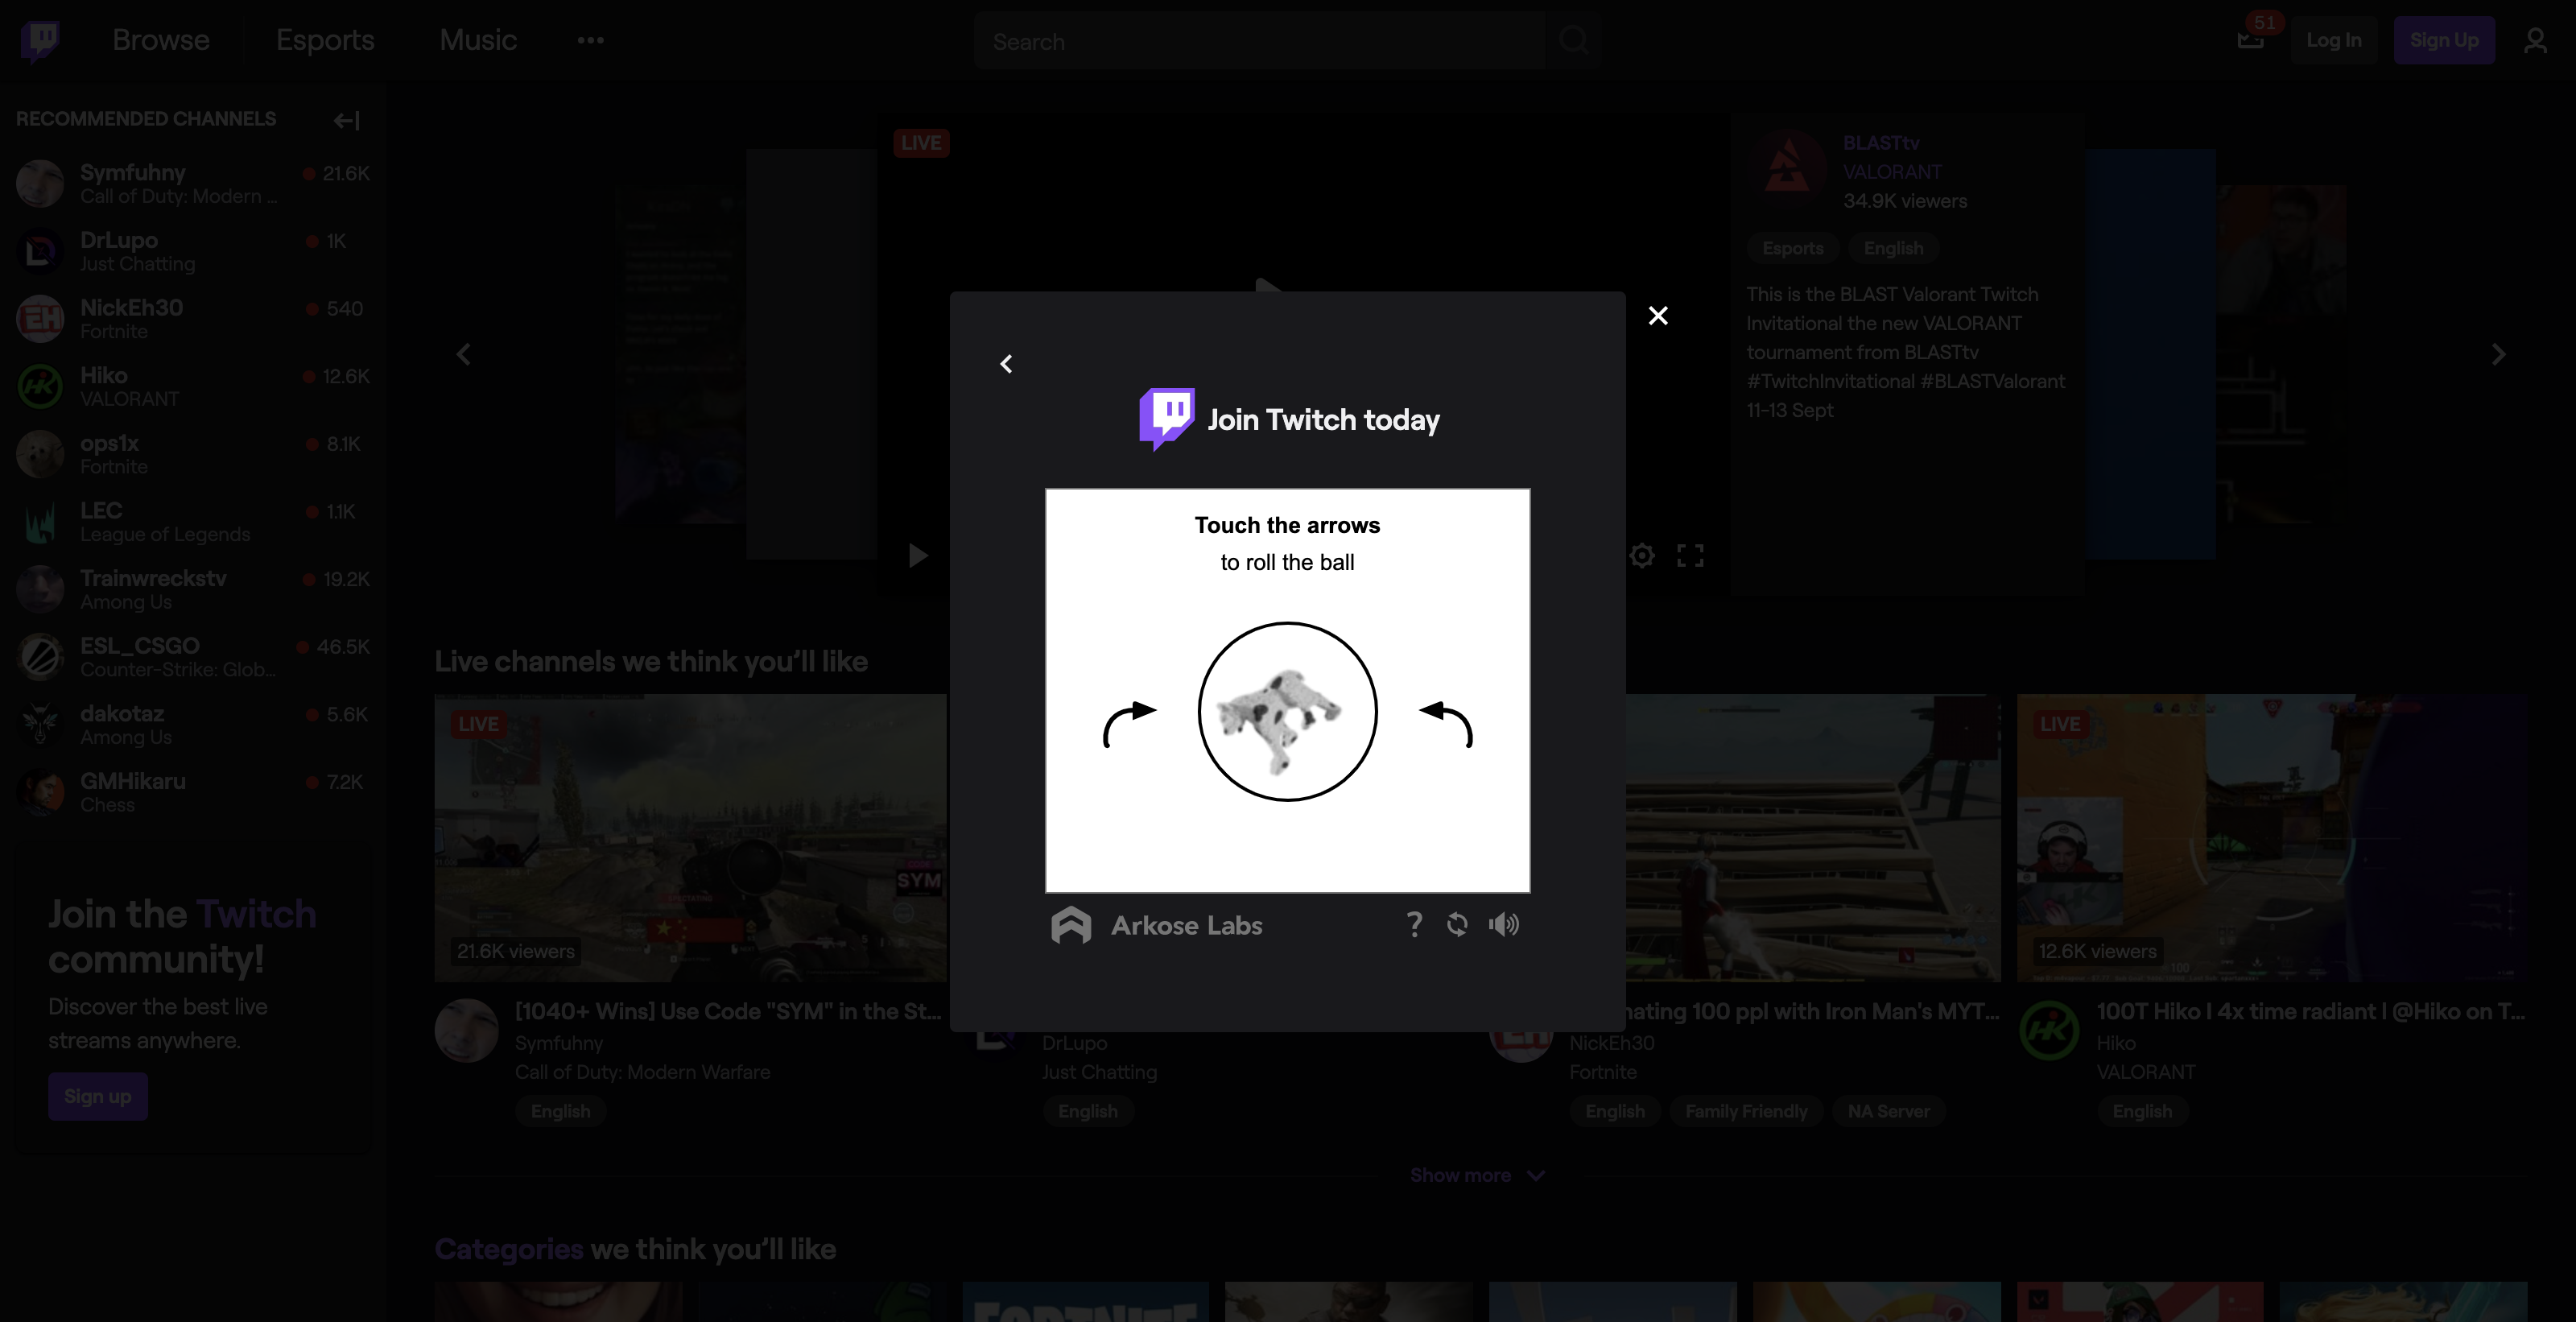 Browse
Esports
Music
Search
51
Log In
Sign Up
RECOMMENDED CHANNELS
Symfuhny
21.6K
Call of Duty: Modern ...
DrLupo
1K
Just Chatting
NickEh30
540
Fortnite
Hiko
12.6K
VALORANT
ops1x
8.1K
Fortnite
LEC
1.1K
League of Legends
Trainwreckstv
19.2K
Among Us
ESL_CSGO
46.5K
Counter-Strike: Glob...
dakotaz
5.6K
Among Us
GMHikaru
7.2K
Chess
Join the Twitch
community!
Discover the best live
streams anywhere.
Sign up
LIVE
BLASTtv
VALORANT
34.9K viewers
Esports
English
This is the BLAST Valorant Twitch
Invitational the new VALORANT
tournament from BLASTtv
#TwitchInvitational #BLASTValorant
11-13 Sept
Join Twitch today
Touch the arrows
to roll the ball
Arkose Labs
?
Live channels we think you'll like
LIVE
SYM
21.6K viewers
[1040+ Wins] Use Code "SYM" in the St...
Symfuhny
Call of Duty: Modern Warfare
English
DrLupo
Just Chatting
English
nating 100 ppl with Iron Man's MYT...
NickEh30
Fortnite
English
Family Friendly
NA Server
LIVE
12.6K viewers
100T Hiko l 4x time radiant l @Hiko on T...
Hiko
VALORANT
English
Show more
Categories we think you'll like
FORTNITE